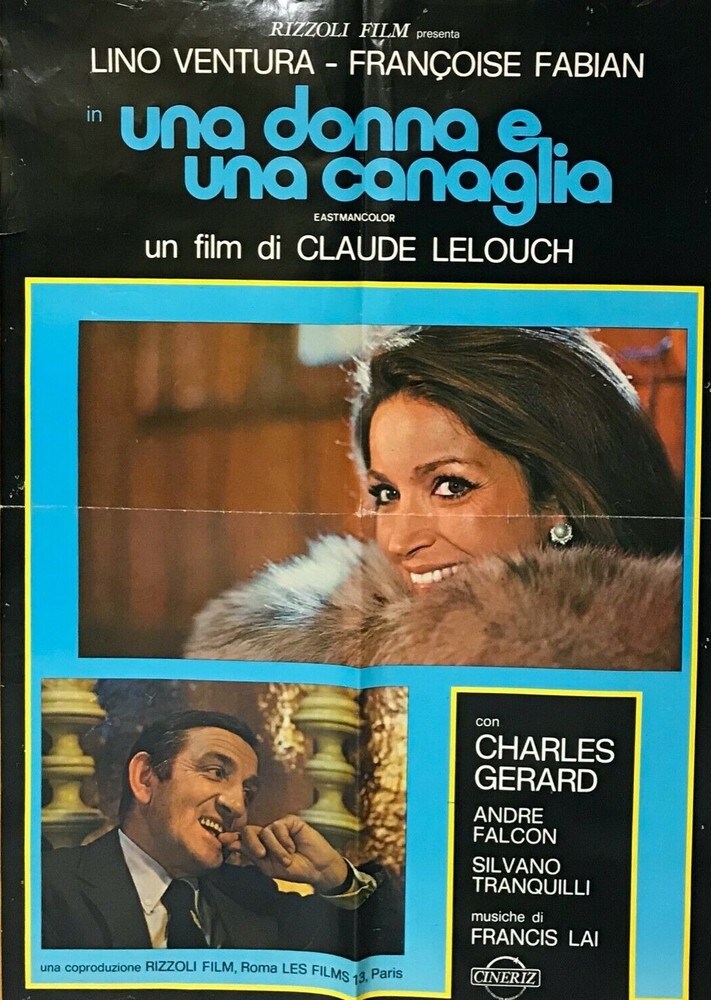 RIZZOLI FILM presenta
LINO VENTURA - FRANÇOISE FABIAN
in una donna e
una canaglia
EASTMANCOLOR
un film di CLAUDE LELOUCH
con
CHARLES
GERARD
ANDRE
FALCON
SILVANO
TRANQUILLI
musiche di
FRANCIS LAI
CINERIZ
una coproduzione RIZZOLI FILM, Roma LES FILMS 13, Paris